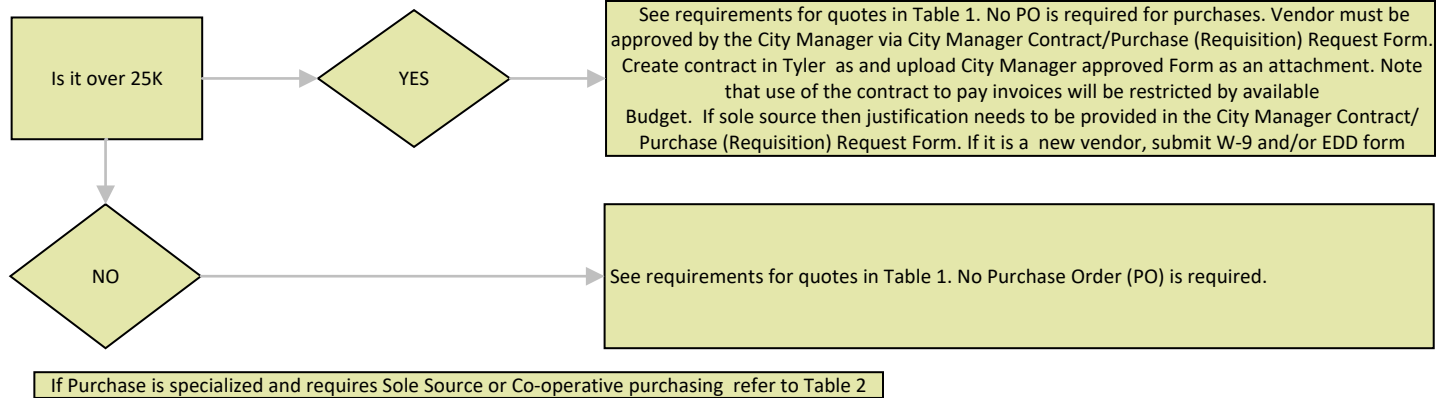 Is it over 25K
YES
See requirements for quotes in Table 1. No PO is required for purchases. Vendor must be
approved by the City Manager via City Manager Contract/Purchase (Requisition) Request Form.
Create contract in Tyler as and upload City Manager approved Form as an attachment. Note
that use of the contract to pay invoices will be restricted by available
Budget. If sole source then justification needs to be provided in the City Manager Contract/
Purchase (Requisition) Request Form. If it is a new vendor, submit W-9 and/or EDD form
NO
See requirements for quotes in Table 1. No Purchase Order (PO) is required.
If Purchase is specialized and requires Sole Source or Co-operative purchasing refer to Table 2